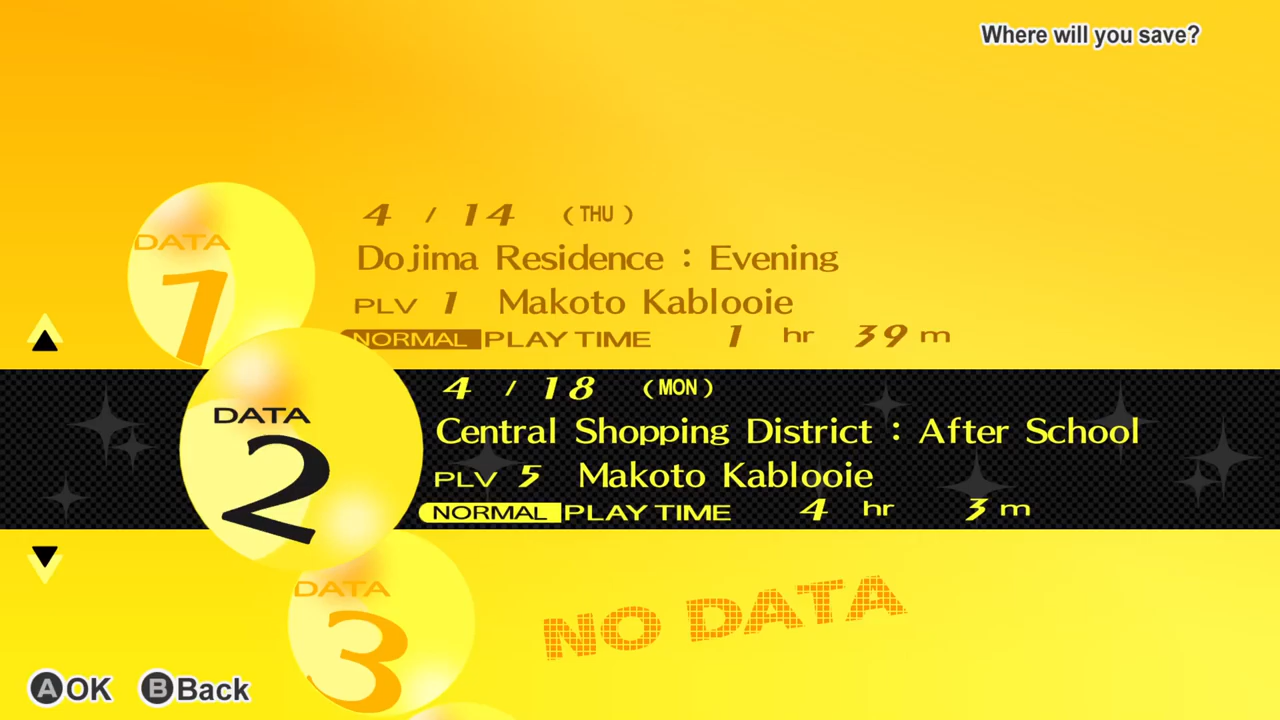 Where will you save?
DATA
1
4 / 14 (THU)
Dojima Residence : Evening
PLV 1 Makoto Kablooie
NORMAL PLAY TIME 1 hr 39 m
DATA
2
4 / 18 (MON)
Central Shopping District : After School
PLV 5 Makoto Kablooie
NORMAL PLAY TIME 4 hr 3 m
DATA
3
NO DATA
A OK B Back